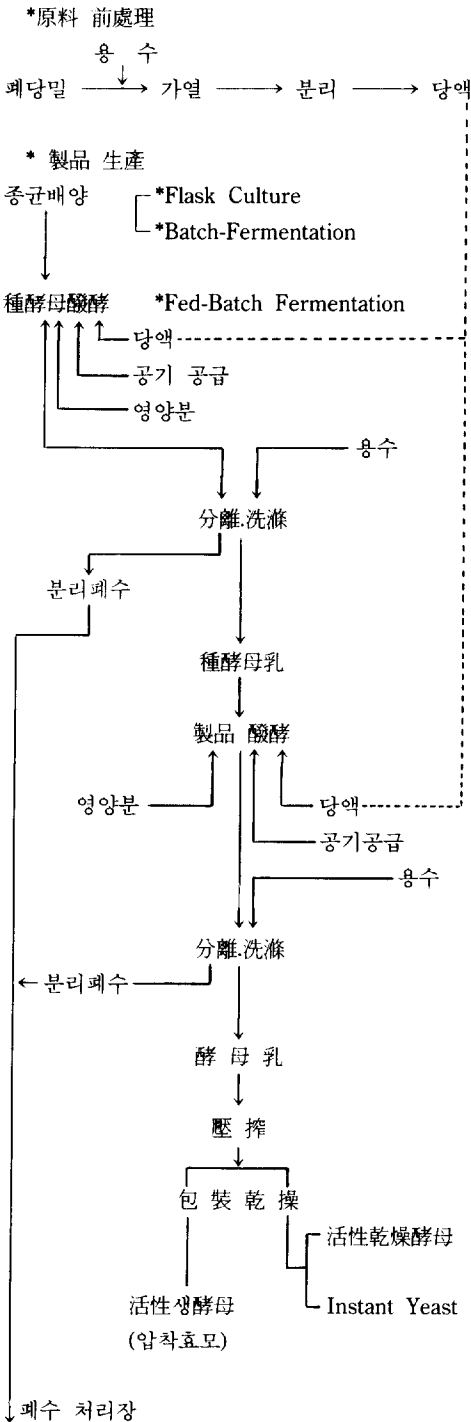 *原料 前處理
용 수
폐당밀 가열 분리 당액
* 製品 生產
종균배양 *Flask Culture
*Batch-Fermentation
種酵母醱酵 *Fed-Batch Fermentation
당액
공기 공급
영양분
용수
分離.洗滌
분리폐수
種酵母乳
製品 醱酵
영양분 당액
공기공급
용수
分離.洗滌
분리폐수
酵 母 乳
壓 搾
包 裝 乾 操
活性乾燥酵母
活性생酵母 Instant Yeast
(압착효모)
폐수 처리장